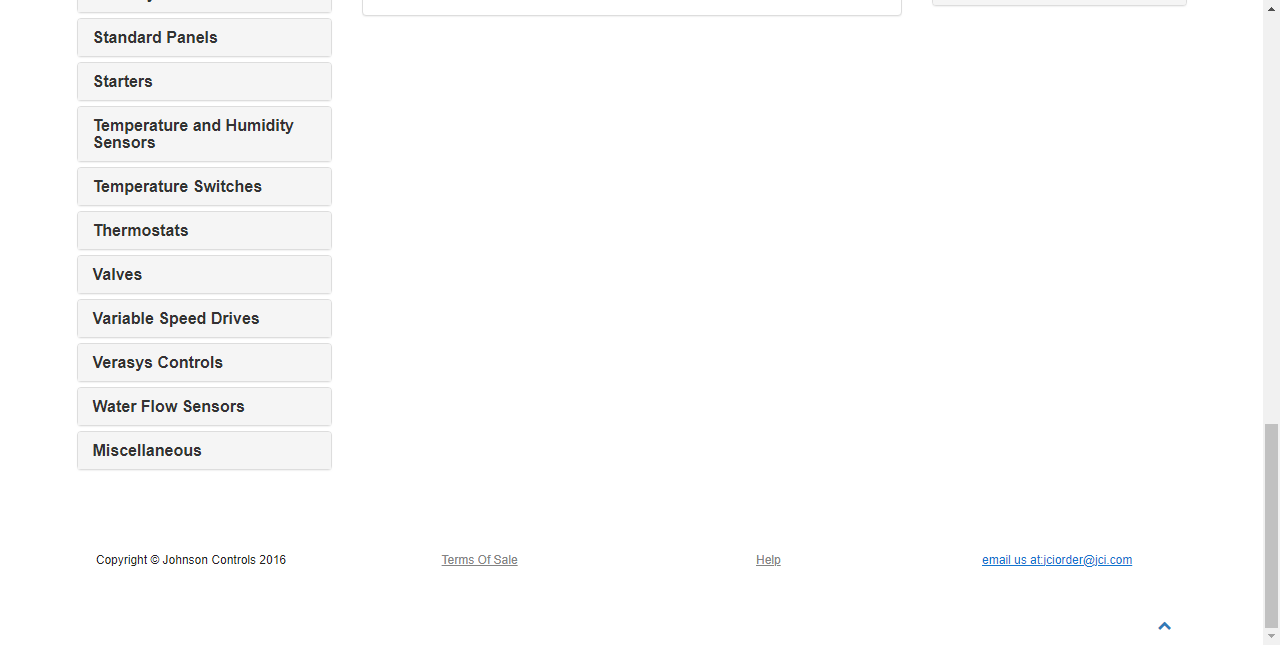 Standard Panels
Starters
Temperature and Humidity
Sensors
Temperature Switches
Thermostats
Valves
Variable Speed Drives
Verasys Controls
Water Flow Sensors
Miscellaneous
Copyright © Johnson Controls 2016
Terms Of Sale
Help
email us at:jciorder@jci.com